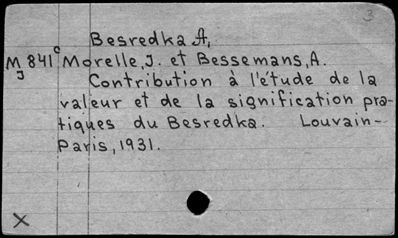 3
Besredka A,
MJ 841c Morelle, J. et Bessemans, A.
Contribution à l'étude de la
valeur et de la signification pra-
tiques du Besredka. Louvain-
Paris, 1931.
X